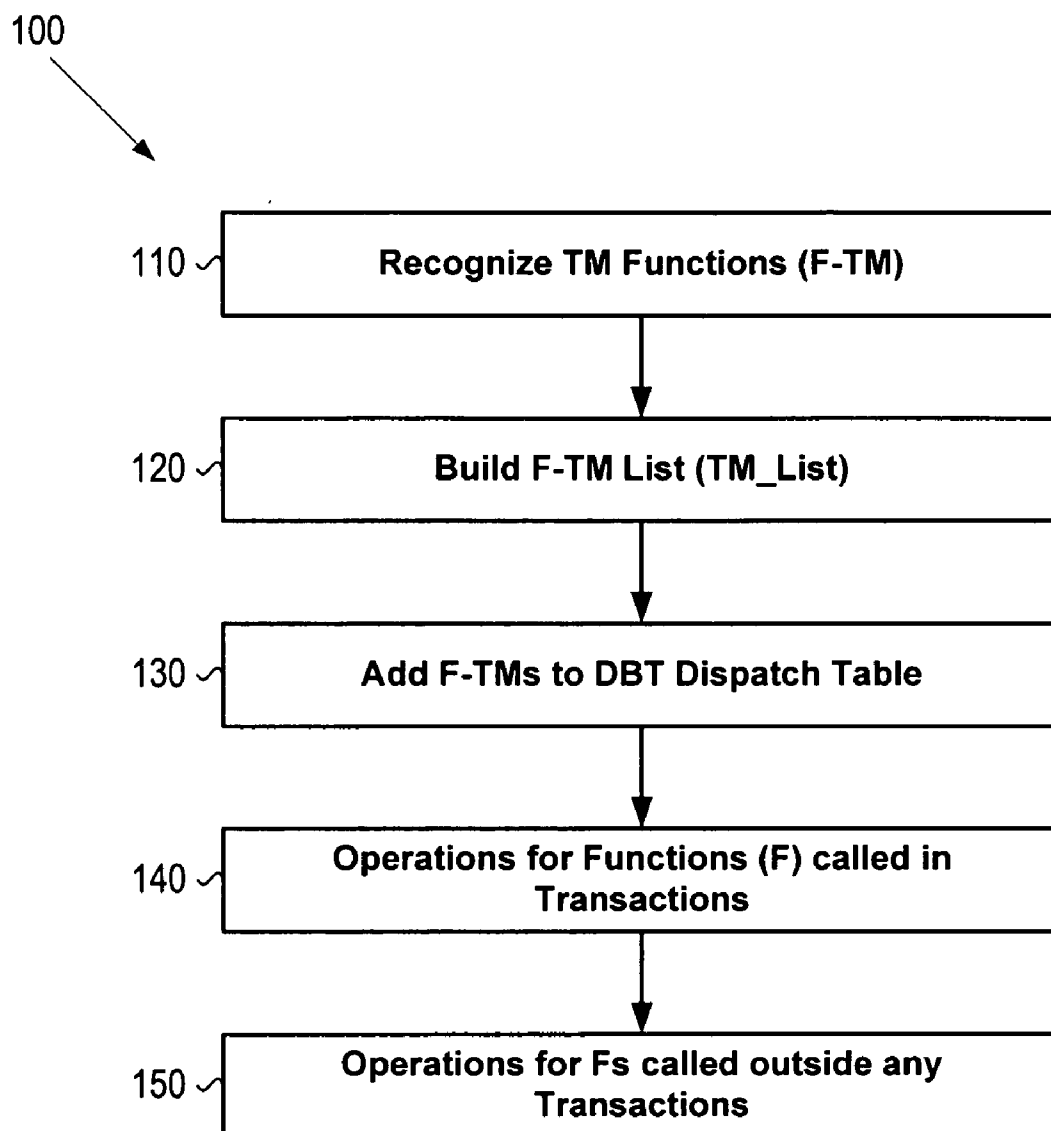 100
110 Recognize TM Functions (F-TM)
120 Build F-TM List (TM_List)
130 Add F-TMs to DBT Dispatch Table
140 Operations for Functions (F) called in
Transactions
150 Operations for Fs called outside any
Transactions